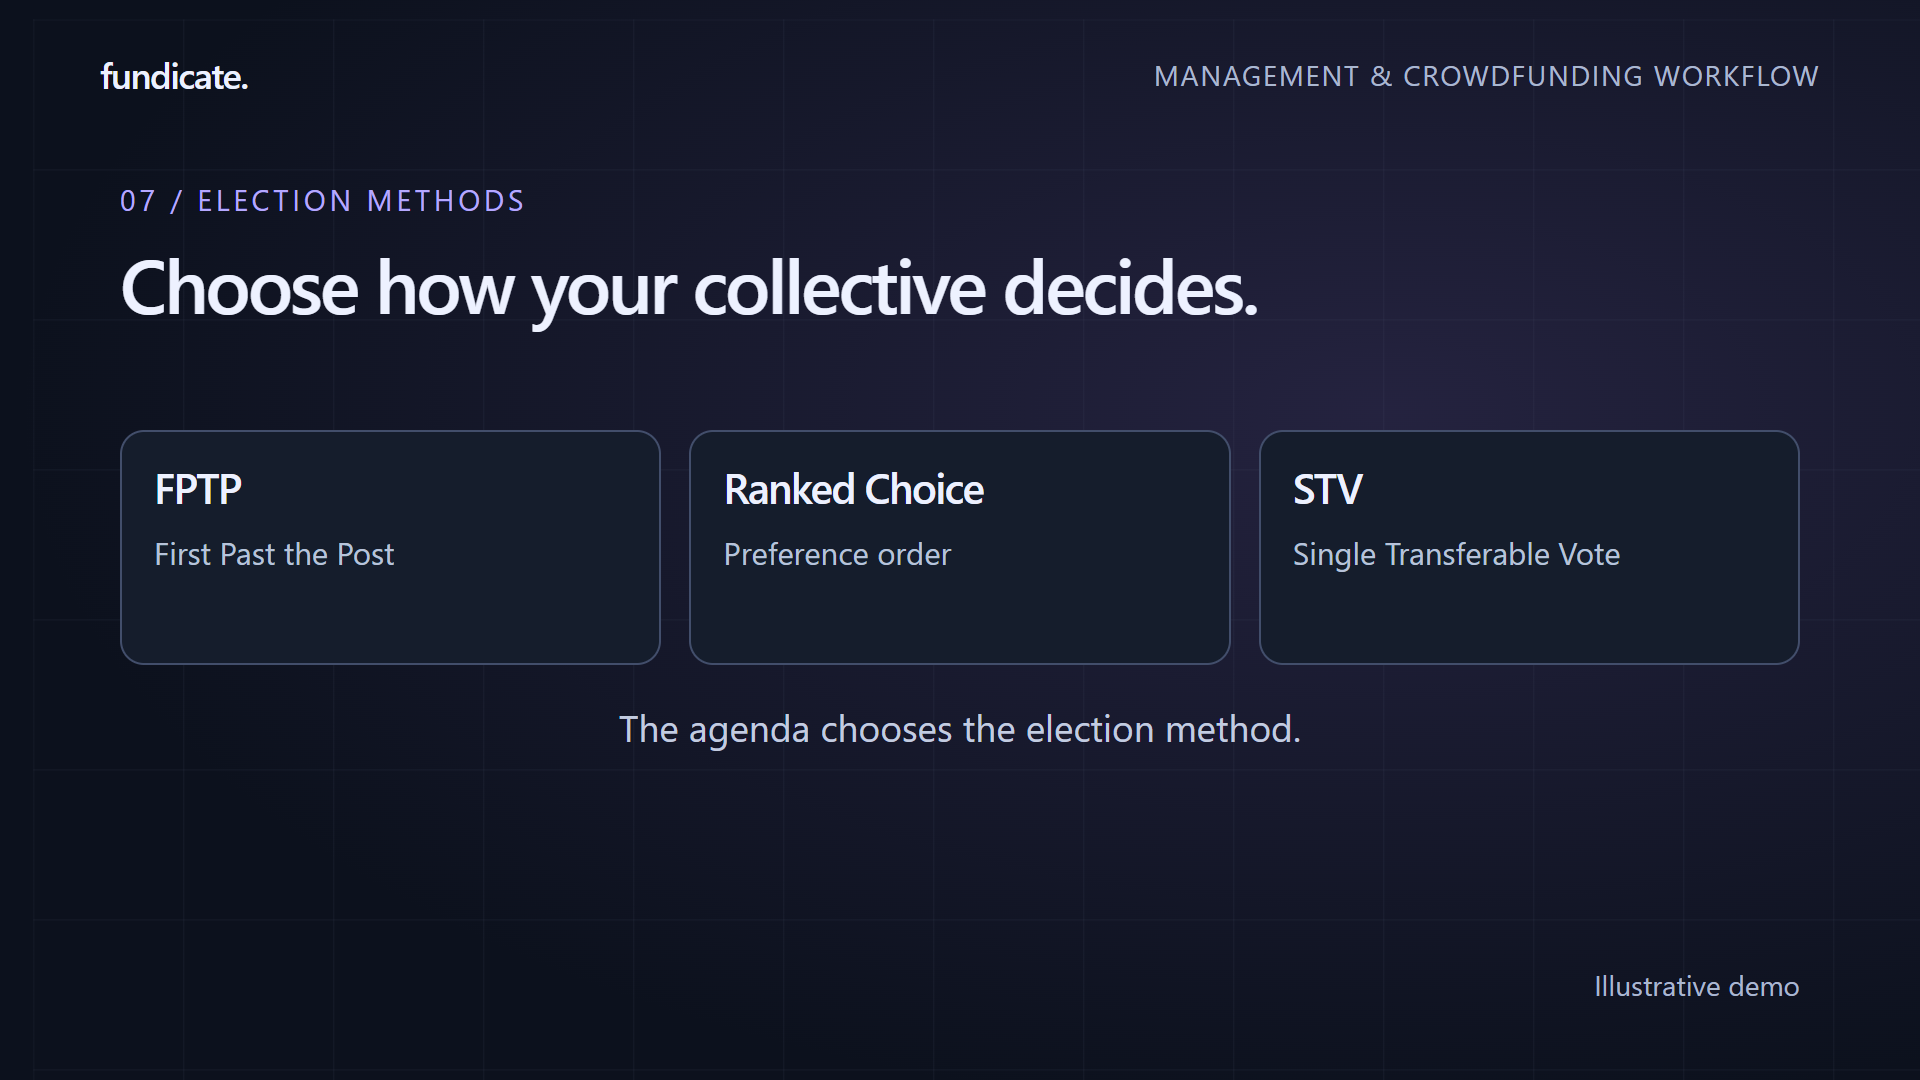 fundicate.
MANAGEMENT & CROWDFUNDING WORKFLOW
07 / ELECTION METHODS
Choose how your collective decides.
FPTP
First Past the Post
Ranked Choice
Preference order
STV
Single Transferable Vote
The agenda chooses the election method.
Illustrative demo